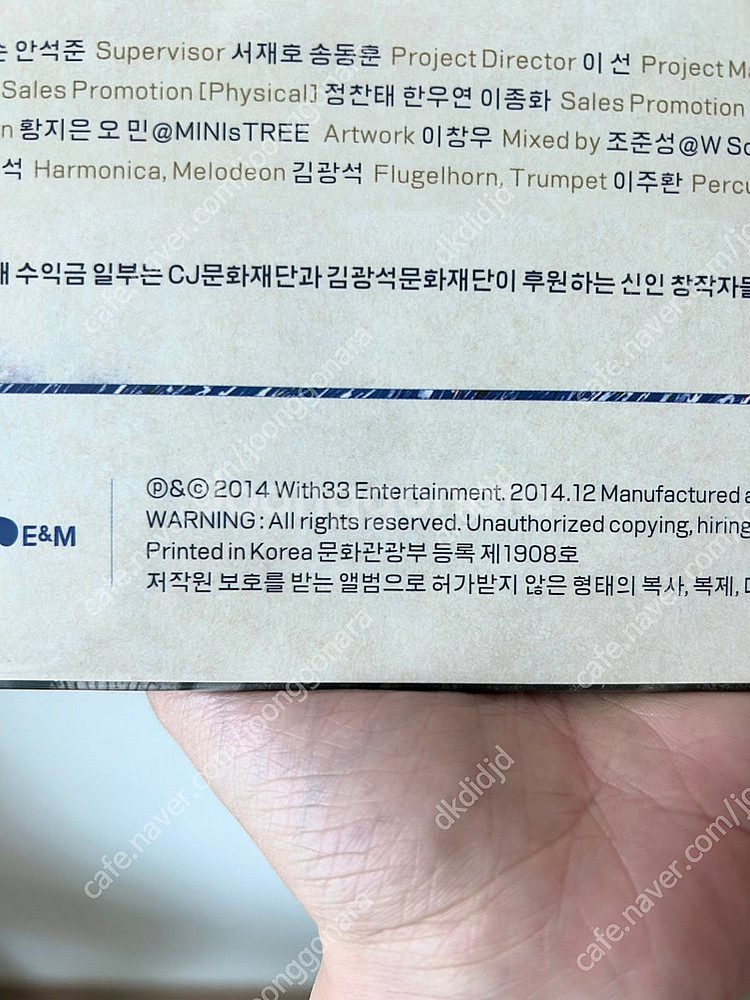 안석준 Supervisor 서재호 송동훈 Project Director 이 선 Project
Sales Promotion [Physical] 정찬태 한우연 이종화 Sales Promotion
황지은 오 민@MINIsTREE Artwork 이창우 Mixed by 조준성@W
석 Harmonica, Melodeon 김광석 Flugelhorn, Trumpet 이주환
수익금 일부는 CJ문화재단과 김광석문화재단이 후원하는 신인 창작자들
ⓟ&ⓒ 2014 With33 Entertainment. 2014.12 Manufactured
E&M
WARNING : All rights reserved. Unauthorized copying, hiring
Printed in Korea 문화관광부 등록 제1908호
저작원 보호를 받는 앨범으로 허가받지 않은 형태의 복사, 복제,
cafe.naver.com/joonggonara
dkdidjd